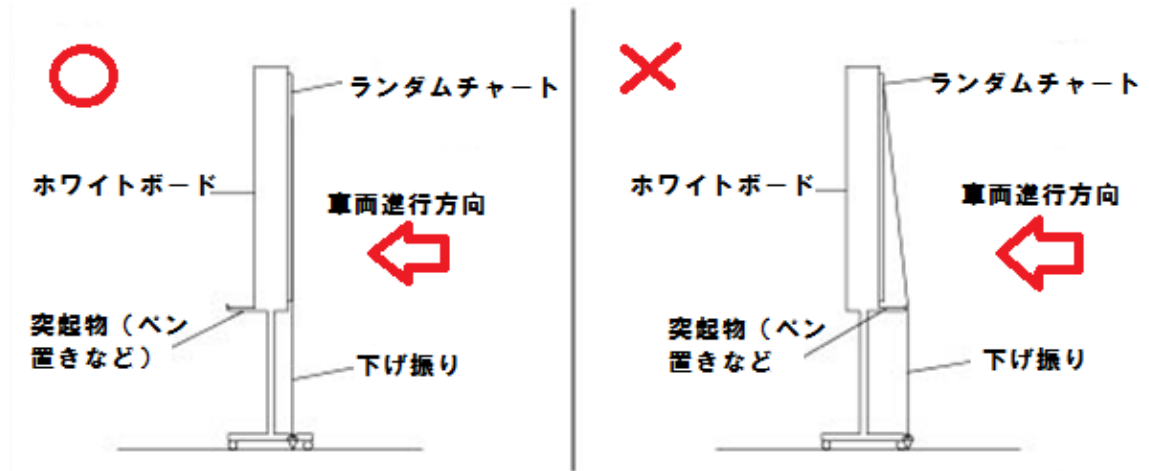 ランダムチャート
ホワイトボード
車両進行方向
突起物（ペン
置きなど）
下げ振り
ランダムチャート
ホワイトボード
車両進行方向
突起物（ペン
置きなど
下げ振り